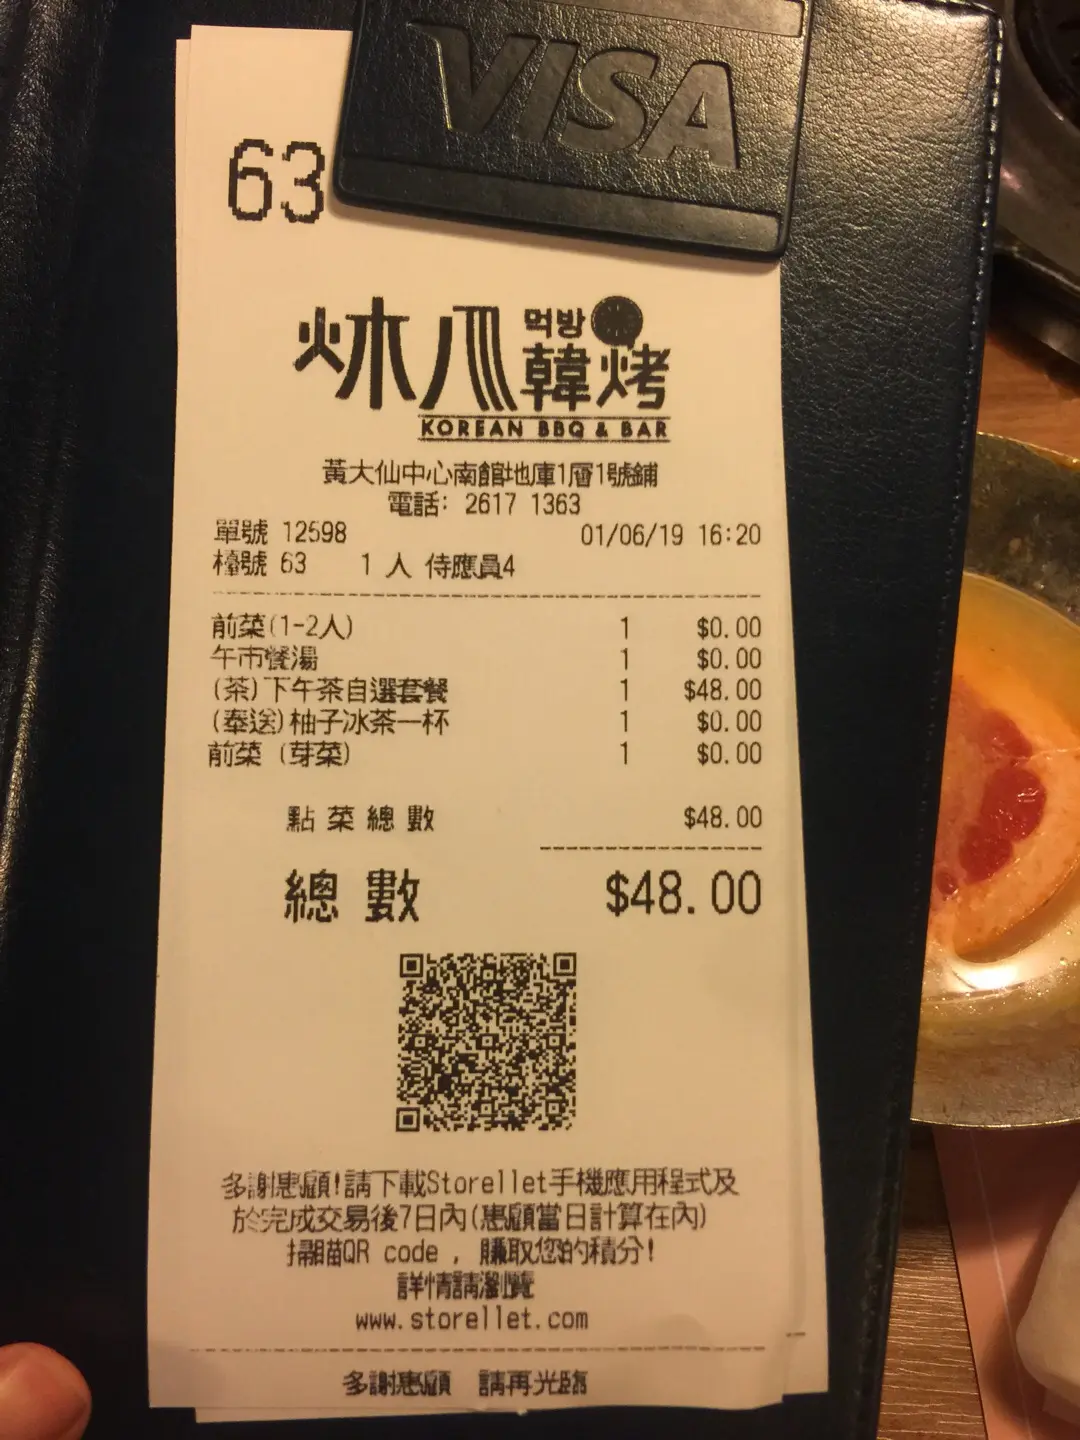 VISA
63
먹방
韓烤
KOREAN BBQ & BAR
黃大仙中心南館地庫1層1號鋪
電話: 2617 1363
單號 12598 01/06/19 16:20
檯號 63 1 人 侍應員4
前菜(1-2人) 1 $0.00
午市餐湯 1 $0.00
(茶)下午茶自選套餐 1 $48.00
(奉送)柚子冰茶一杯 1 $0.00
前菜 (芽菜) 1 $0.00
點菜總數 $48.00
總數 $48.00
多謝惠顧!請下載Storellet手機應用程式及
於完成交易後7日內(惠顧當日計算在內)
掃瞄QR code , 賺取您的積分!
詳情請瀏覽
www.storellet.com
多謝惠顧 請再光臨